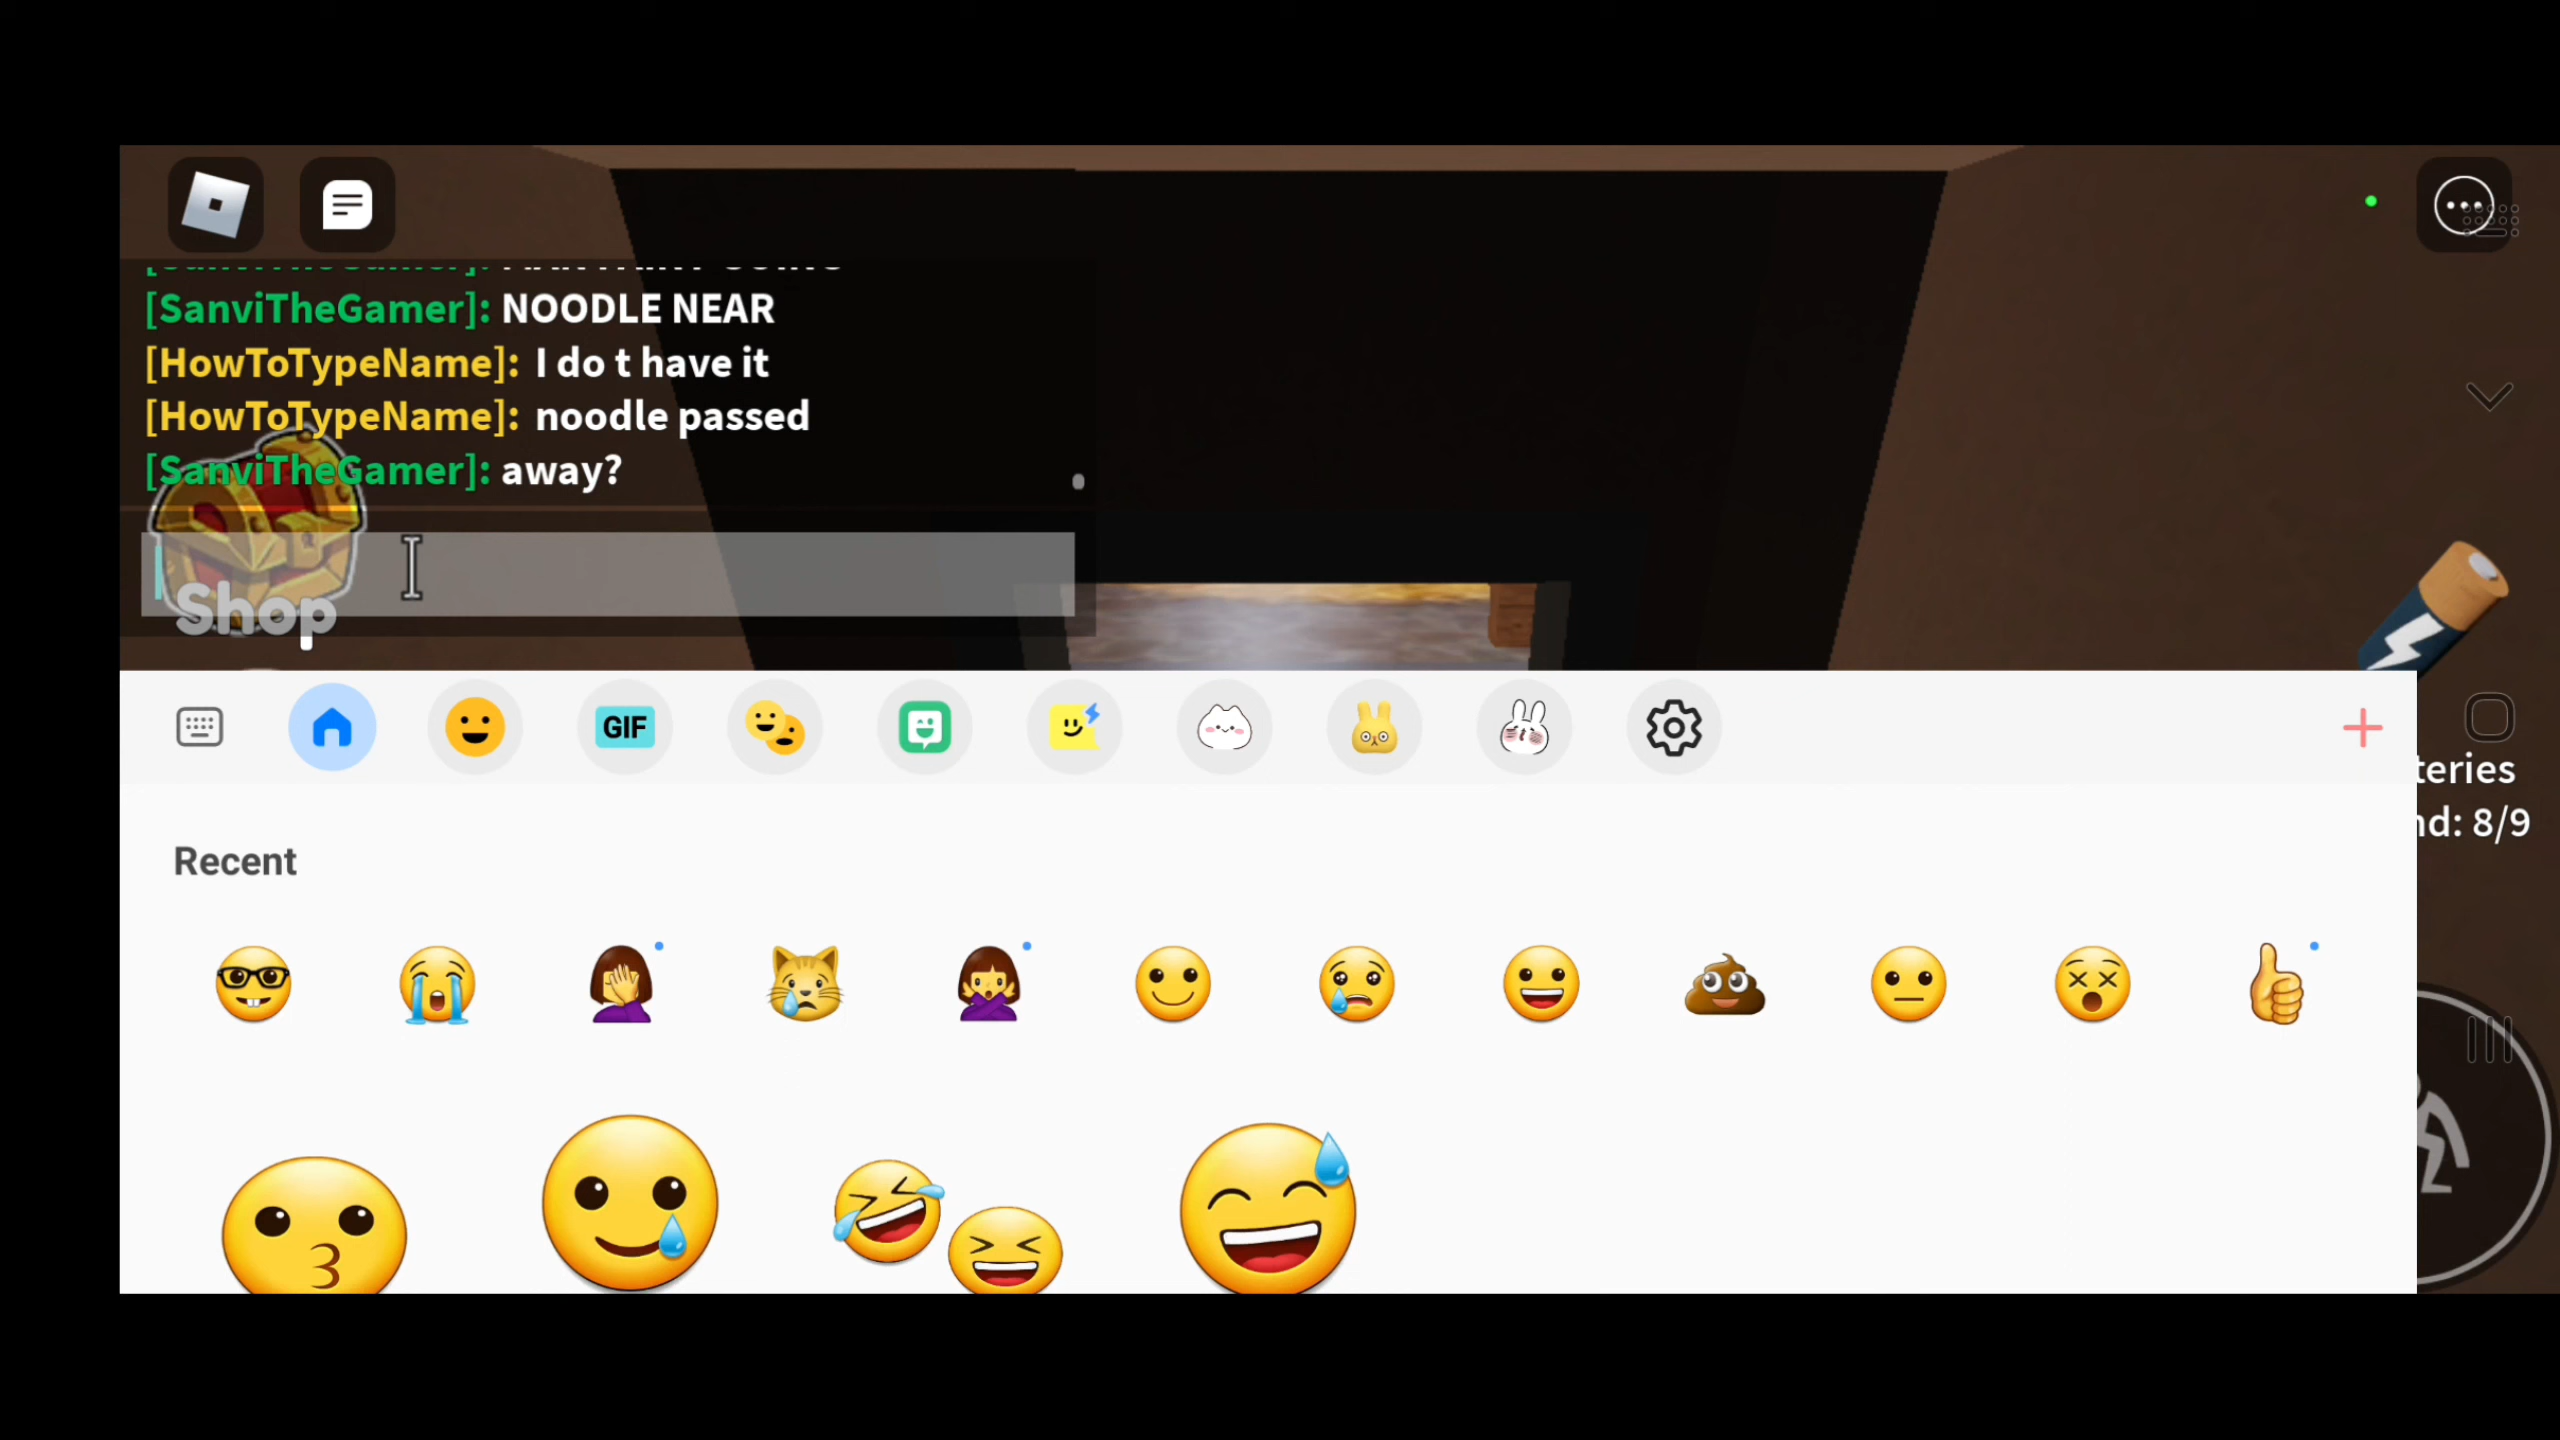 [SanviTheGamer]: NOODLE NEAR
[HowToTypeName]: I do t have it
[HowToTypeName]: noodle passed
[SanviTheGamer]: away?
Shop
GIF
teries
nd: 8/9
Recent